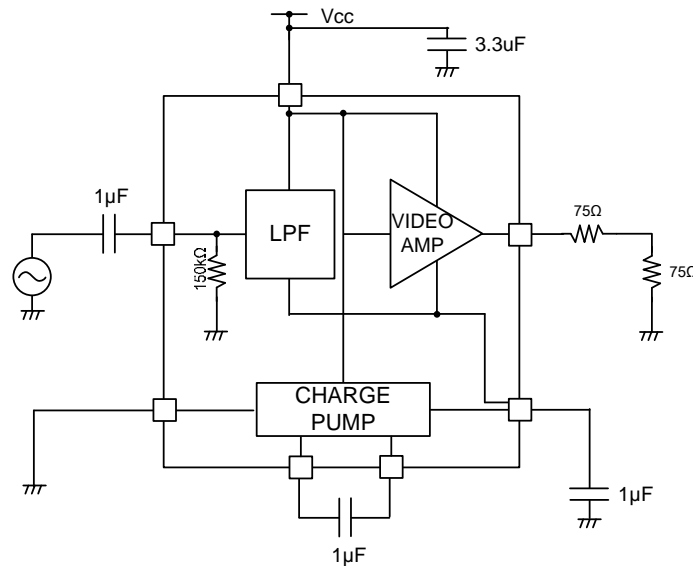 Vcc
3.3uF
1µF
LPF
150kΩ
VIDEO
AMP
75Ω
75Ω
CHARGE
PUMP
1µF
1µF